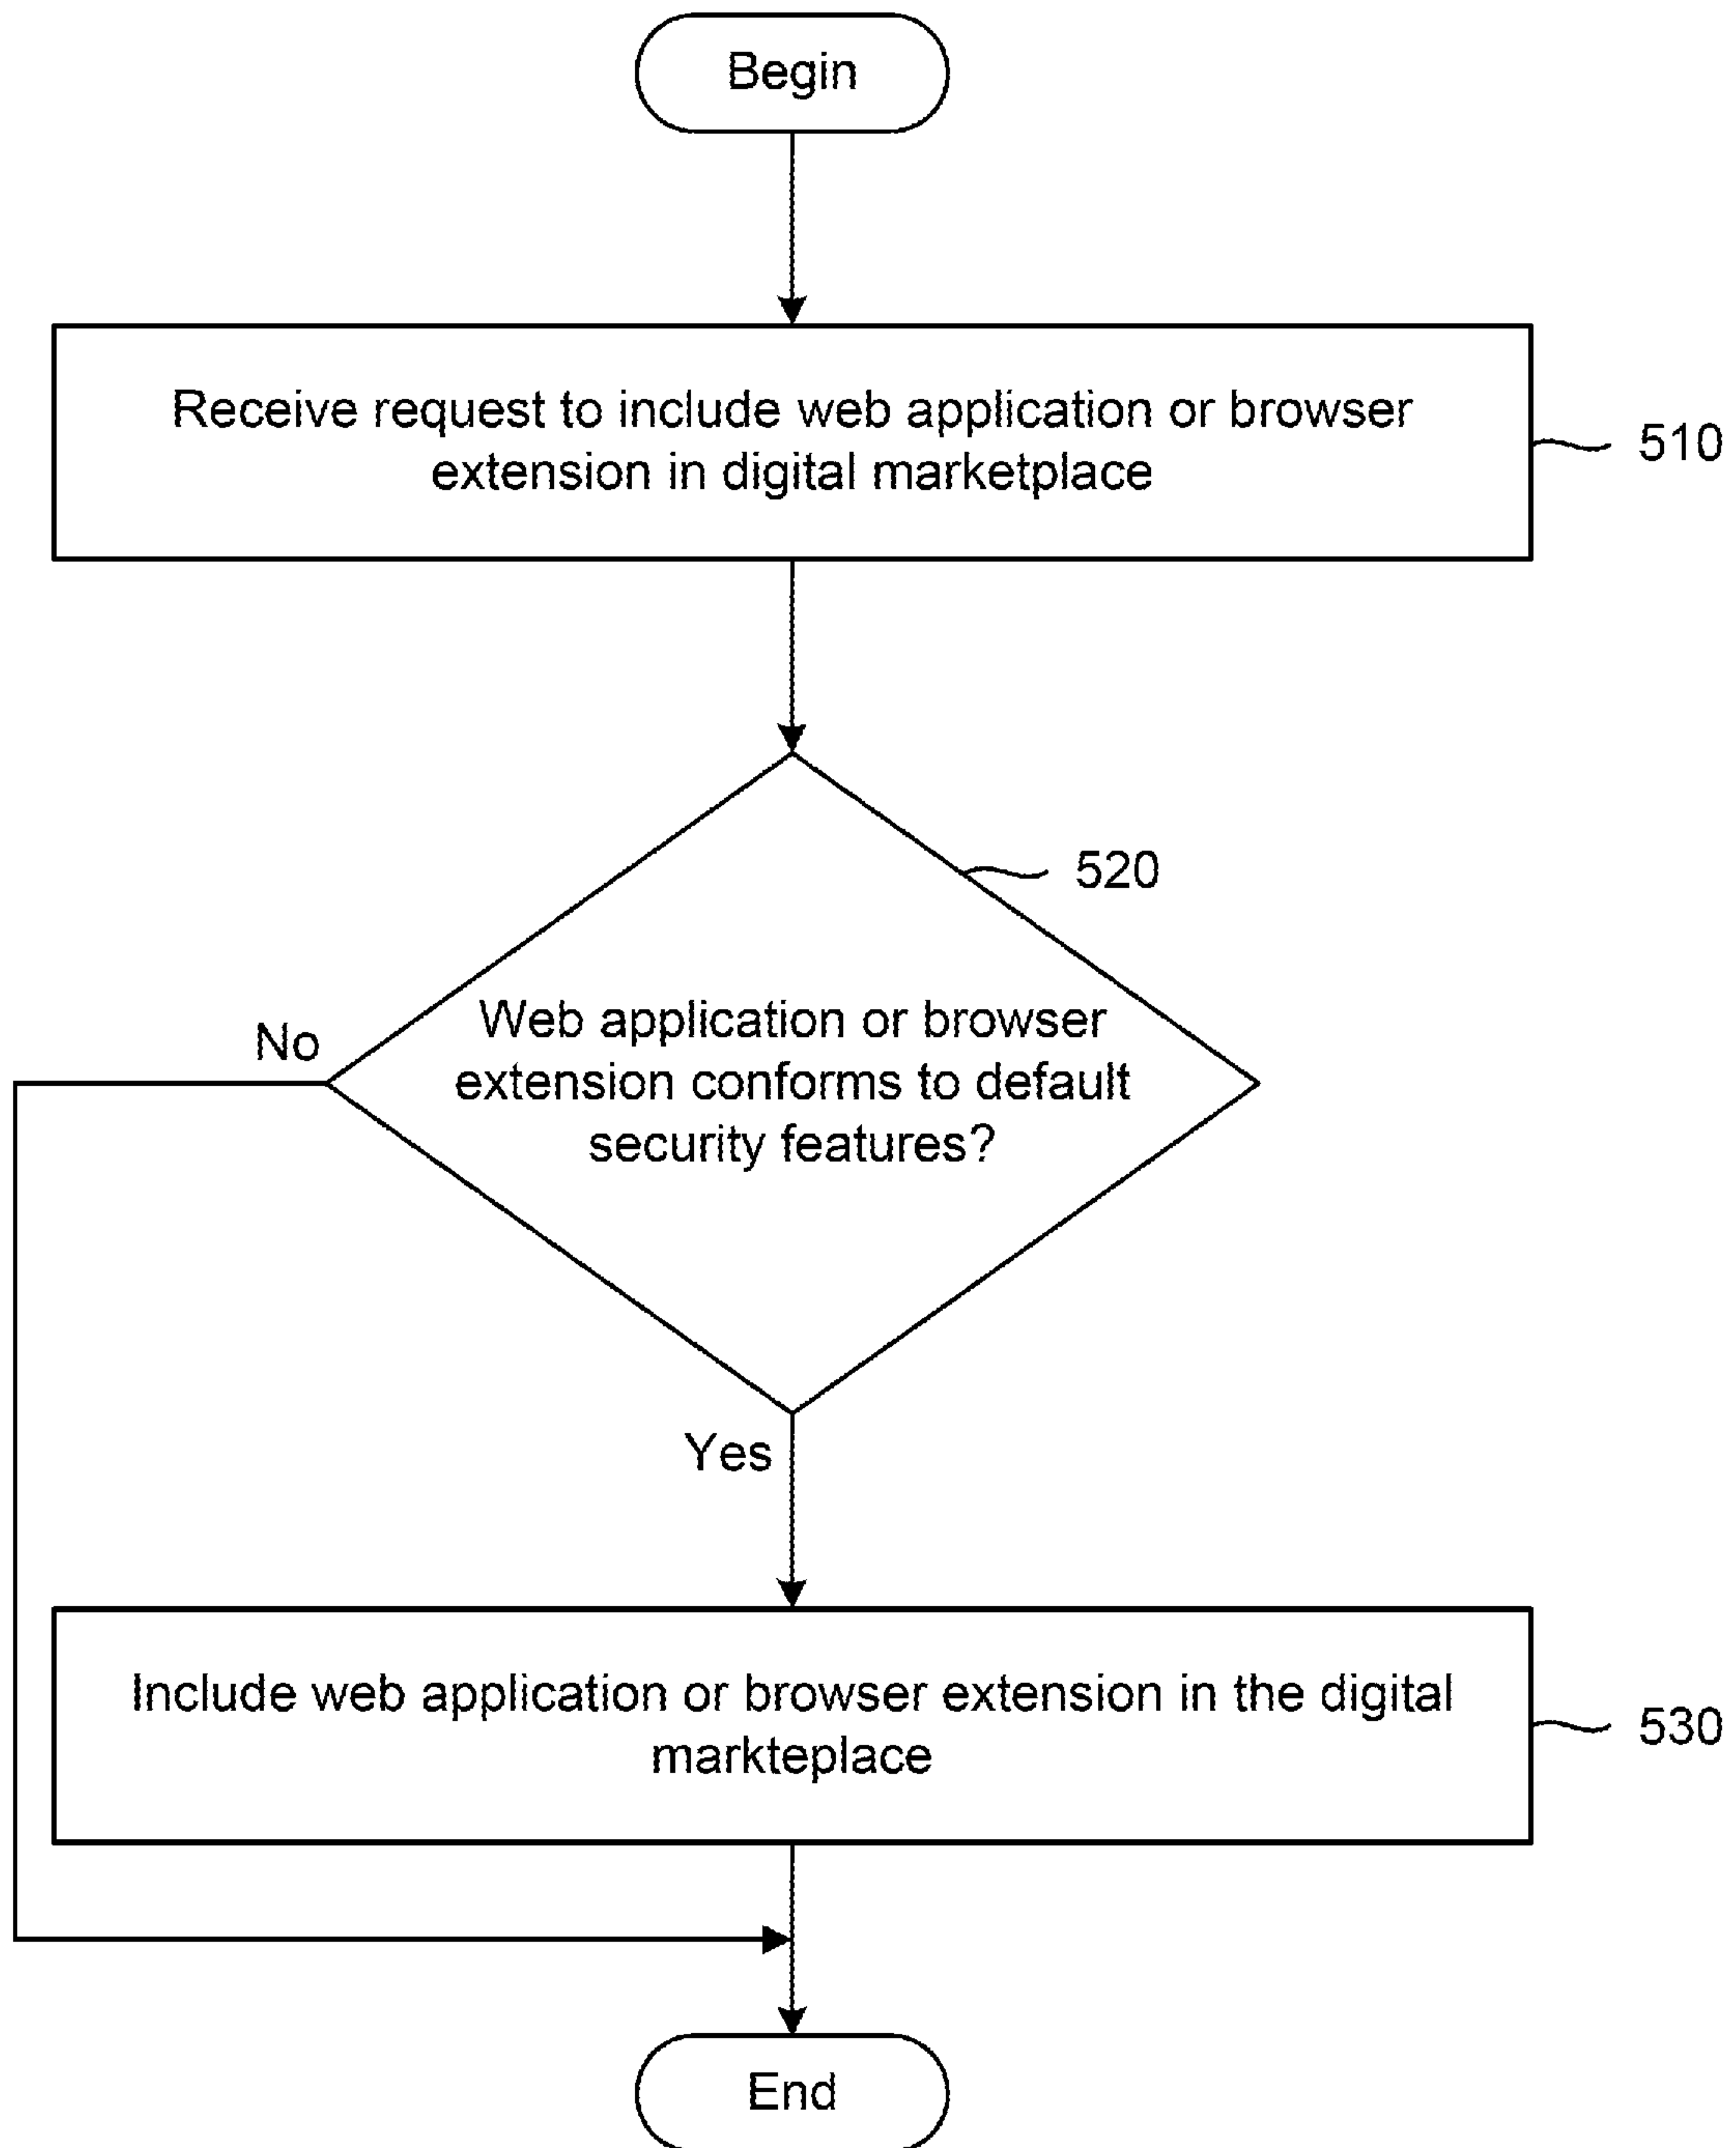 Begin
Receive request to include web application or browser
extension in digital marketplace
510
520
No
Web application or browser
extension conforms to default
security features?
Yes
Include web application or browser extension in the digital
markteplace
530
End